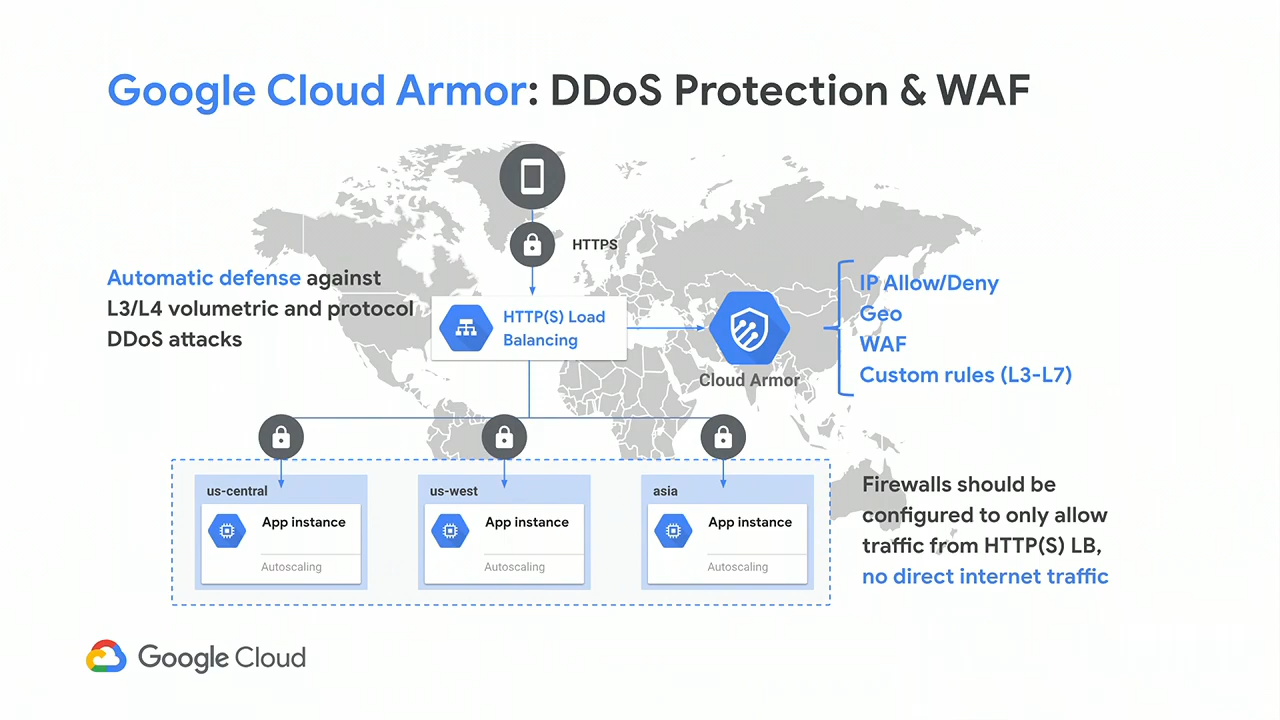 Google Cloud Armor: DDoS Protection & WAF
HTTPS
Automatic defense against
L3/L4 volumetric and protocol
DDoS attacks
HTTP(S) Load
Balancing
Cloud Armor
IP Allow/Deny
Geo
WAF
Custom rules (L3-L7)
us-central
App instance
Autoscaling
us-west
App instance
Autoscaling
asia
App instance
Autoscaling
Firewalls should be
configured to only allow
traffic from HTTP(S) LB,
no direct internet traffic
Google Cloud